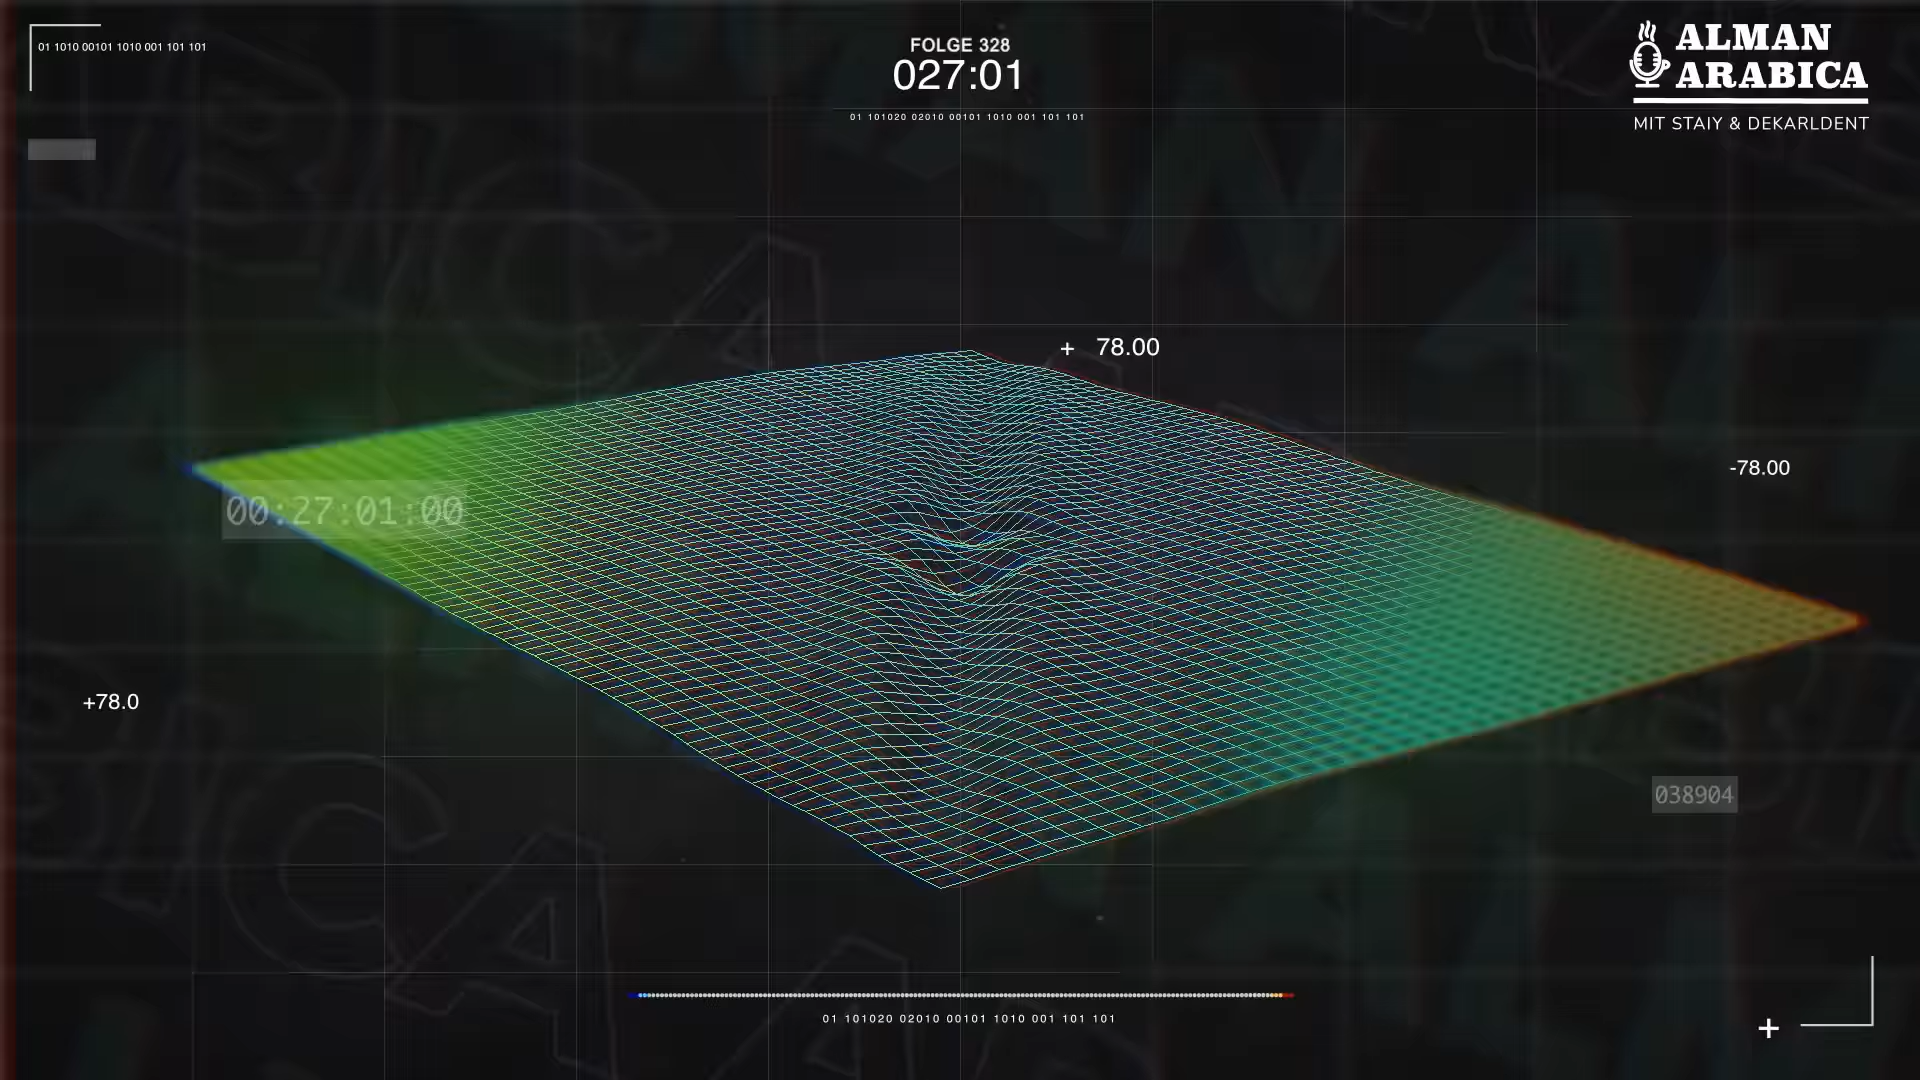 01 1010 00101 1010 001 101 101
FOLGE 328
027:01
01 101020 02010 00101 1010 001 101 101
ALMAN
ARABICA
MIT STAIY & DEKARLDENT
+ 78.00
-78.00
00:27:01:00
+78.0
038904
01 101020 02010 00101 1010 001 101 101
+